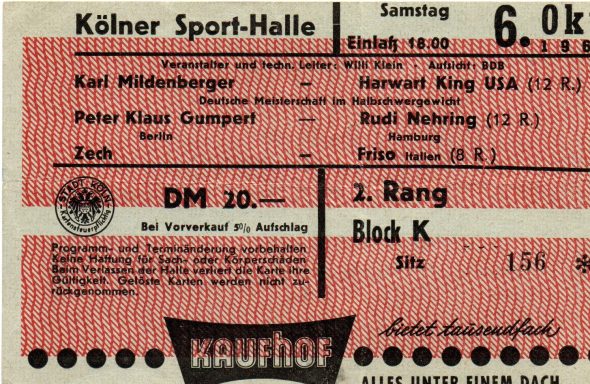 Kölner Sport-Halle
Samstag
Einlaß 18.00
6. Ok
196
Veranstalter und techn. Leiter: Willi Klein · Aufsicht: BDB
Karl Mildenberger — Harwart King USA (12 R.)
Deutsche Meisterschaft im Halbschwergewicht
Peter Klaus Gumpert — Rudi Nehring (12 R.)
Berlin Hamburg
Zech — Friso Italien (8 R.)
STADT KÖLN
Kartensteuerpflichtig
DM 20.—
Bei Vorverkauf 5% Aufschlag
Programm- und Terminänderung vorbehalten
Keine Haftung für Sach- oder Körperschäden
Beim Verlassen der Halle verliert die Karte ihre
Gültigkeit. Gelöste Karten werden nicht zu-
rückgenommen.
2. Rang
Block K
Sitz 156 *
KAUFHOF
bietet tausendfach
ALLES UNTER EINEM DACH